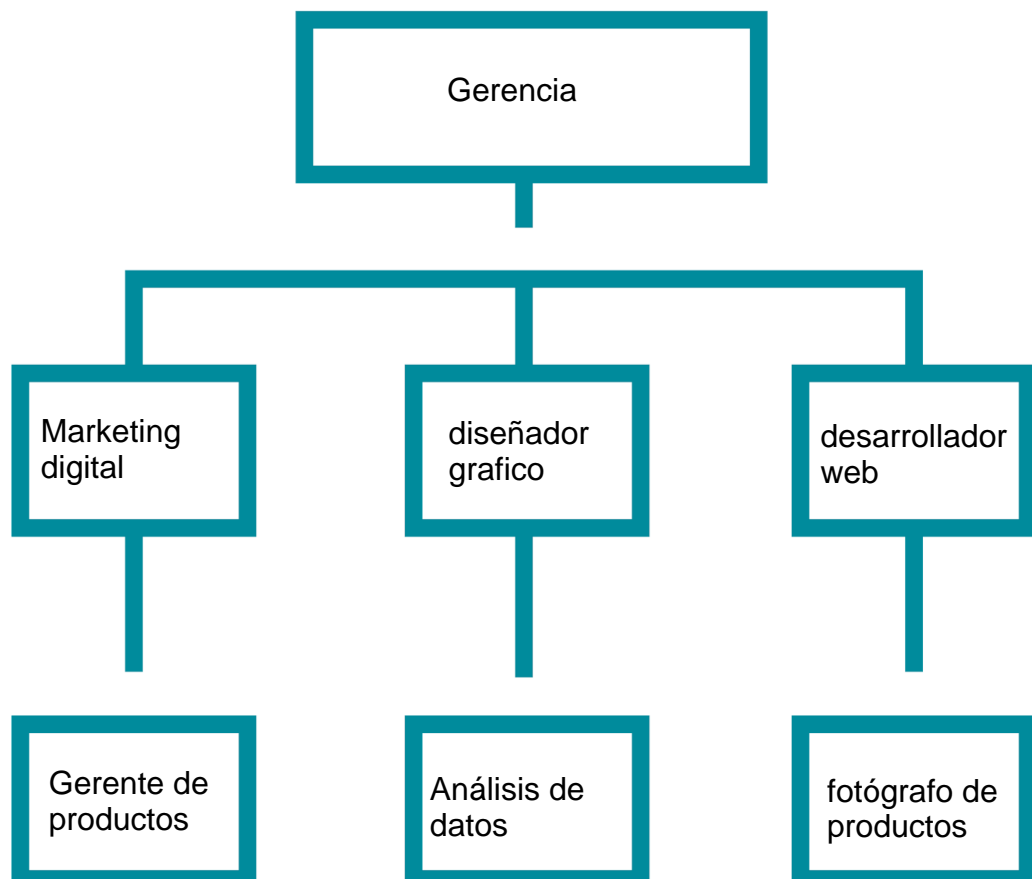 Gerencia
Marketing
digital
diseñador
grafico
desarrollador
web
Gerente de
productos
Análisis de
datos
fotógrafo de
productos